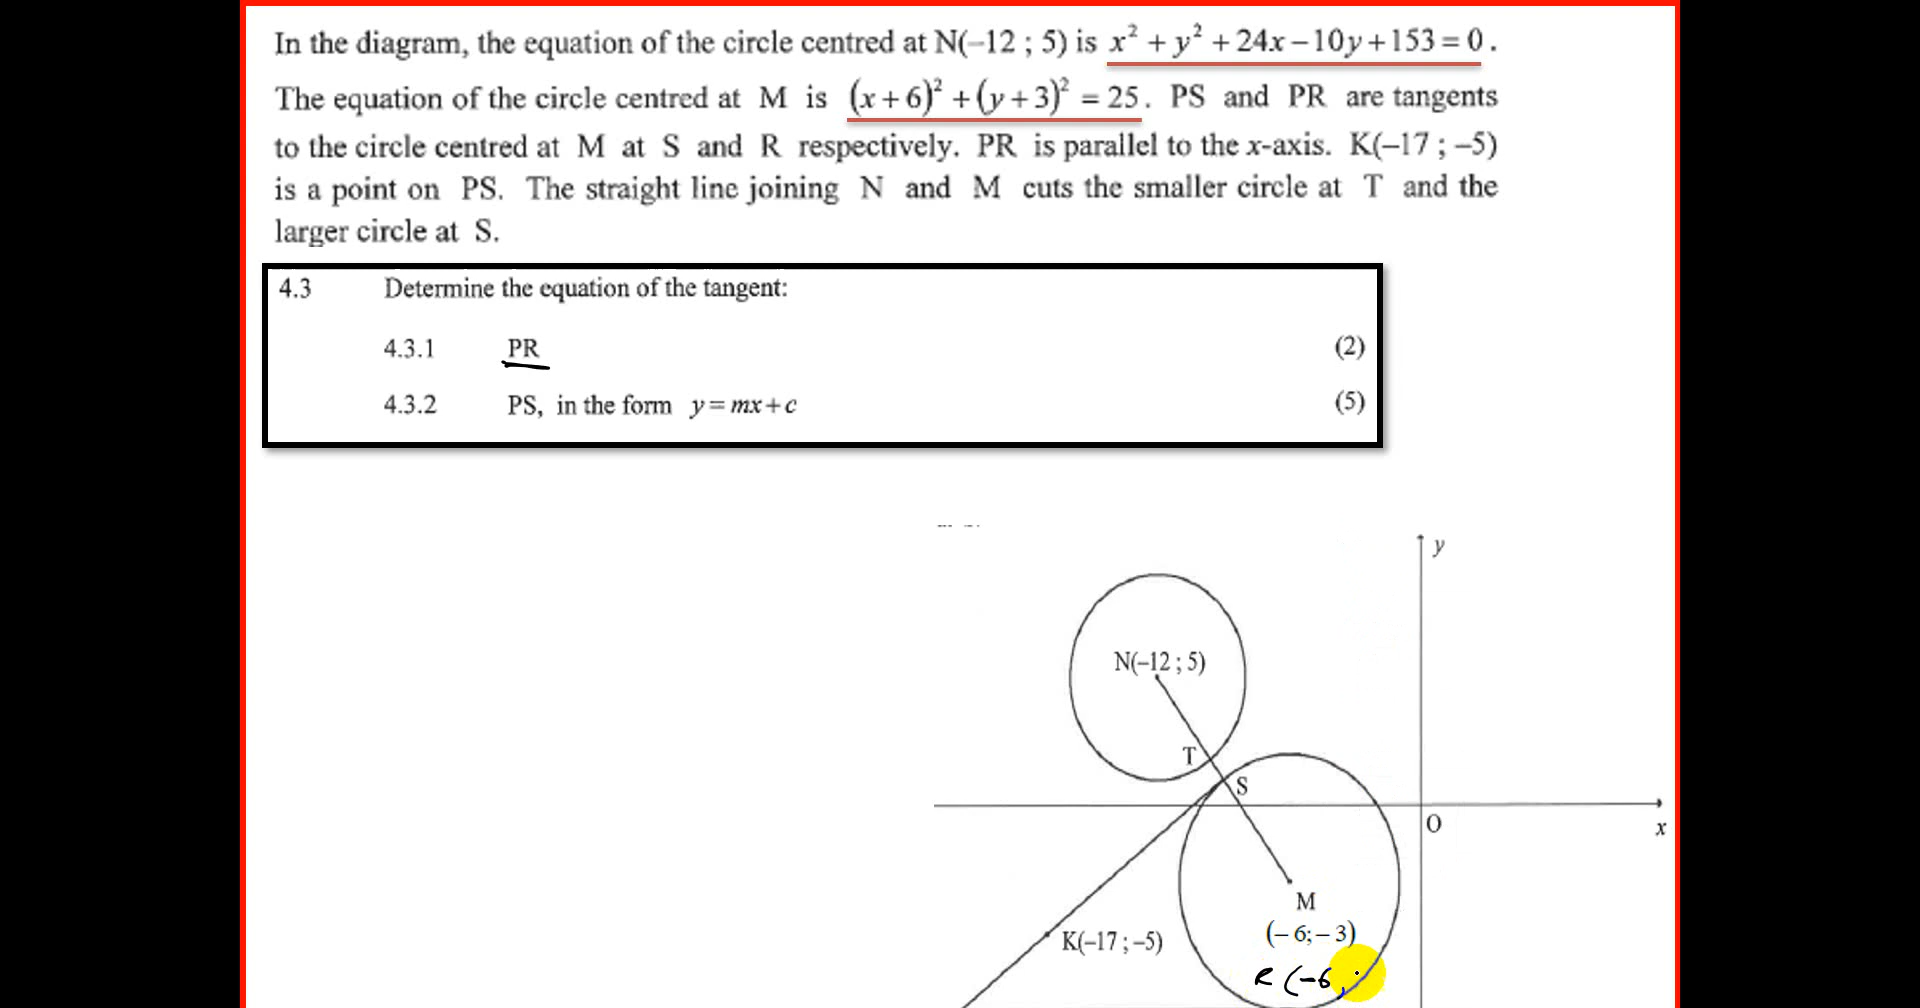 In the diagram, the equation of the circle centred at N(–12 ; 5) is x² + y² + 24x – 10y + 153 = 0.
The equation of the circle centred at M is (x + 6)² + (y + 3)² = 25. PS and PR are tangents
to the circle centred at M at S and R respectively. PR is parallel to the x-axis. K(–17 ; –5)
is a point on PS. The straight line joining N and M cuts the smaller circle at T and the
larger circle at S.
4.3 Determine the equation of the tangent:
4.3.1 PR (2)
4.3.2 PS, in the form y = mx + c (5)
y
N(–12 ; 5)
T
S
O
x
M
(– 6; – 3)
K(–17 ; –5)
R (–6 ;